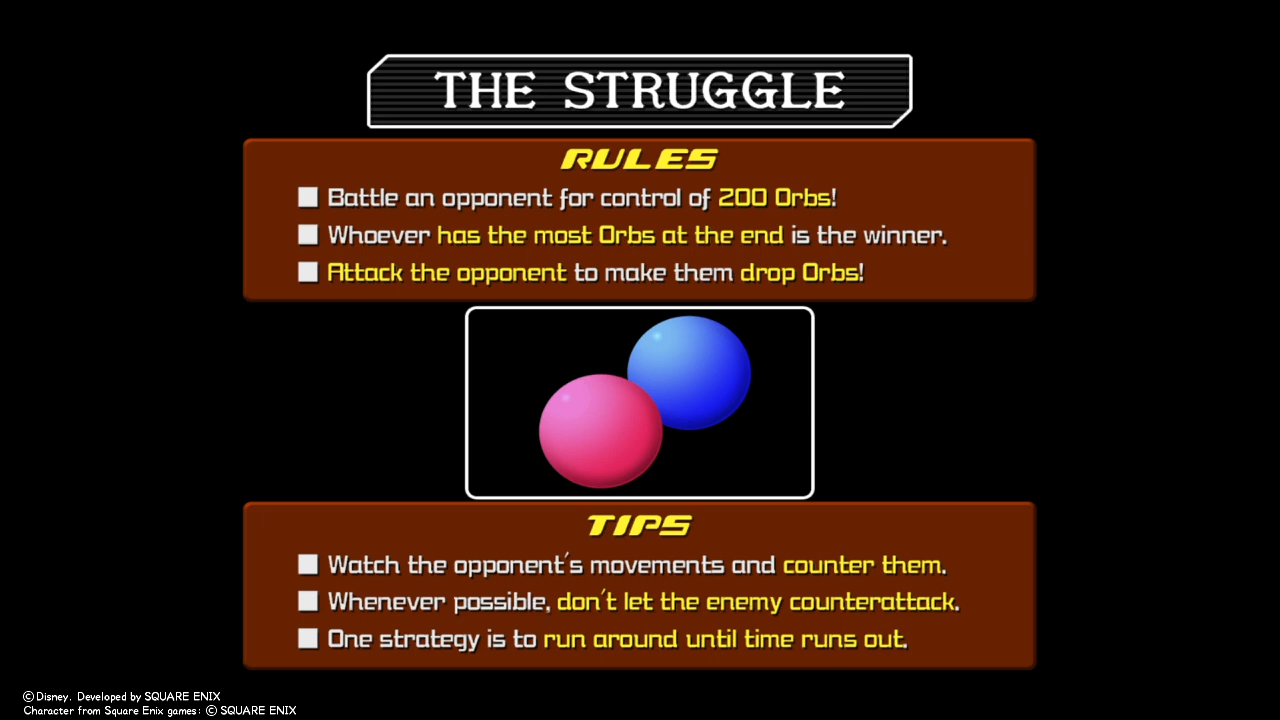 THE STRUGGLE
RULES
Battle an opponent for control of 200 Orbs!
Whoever has the most Orbs at the end is the winner.
Attack the opponent to make them drop Orbs!
TIPS
Watch the opponent's movements and counter them.
Whenever possible, don't let the enemy counterattack.
One strategy is to run around until time runs out.
© Disney. Developed by SQUARE ENIX
Character from Square Enix games: © SQUARE ENIX